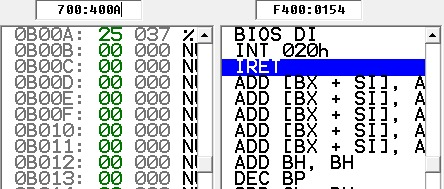 700:400A
F400:0154
0B00A: 25 037 %
0B00B: 00 000 NU
0B00C: 00 000 NU
0B00D: 00 000 NU
0B00E: 00 000 NU
0B00F: 00 000 NU
0B010: 00 000 NU
0B011: 00 000 NU
0B012: 00 000 NU
0B013: 00 000 NU
BIOS DI
INT 020h
IRET
ADD [BX + SI], A
ADD [BX + SI], A
ADD [BX + SI], A
ADD [BX + SI], A
ADD [BX + SI], A
ADD BH, BH
DEC BP